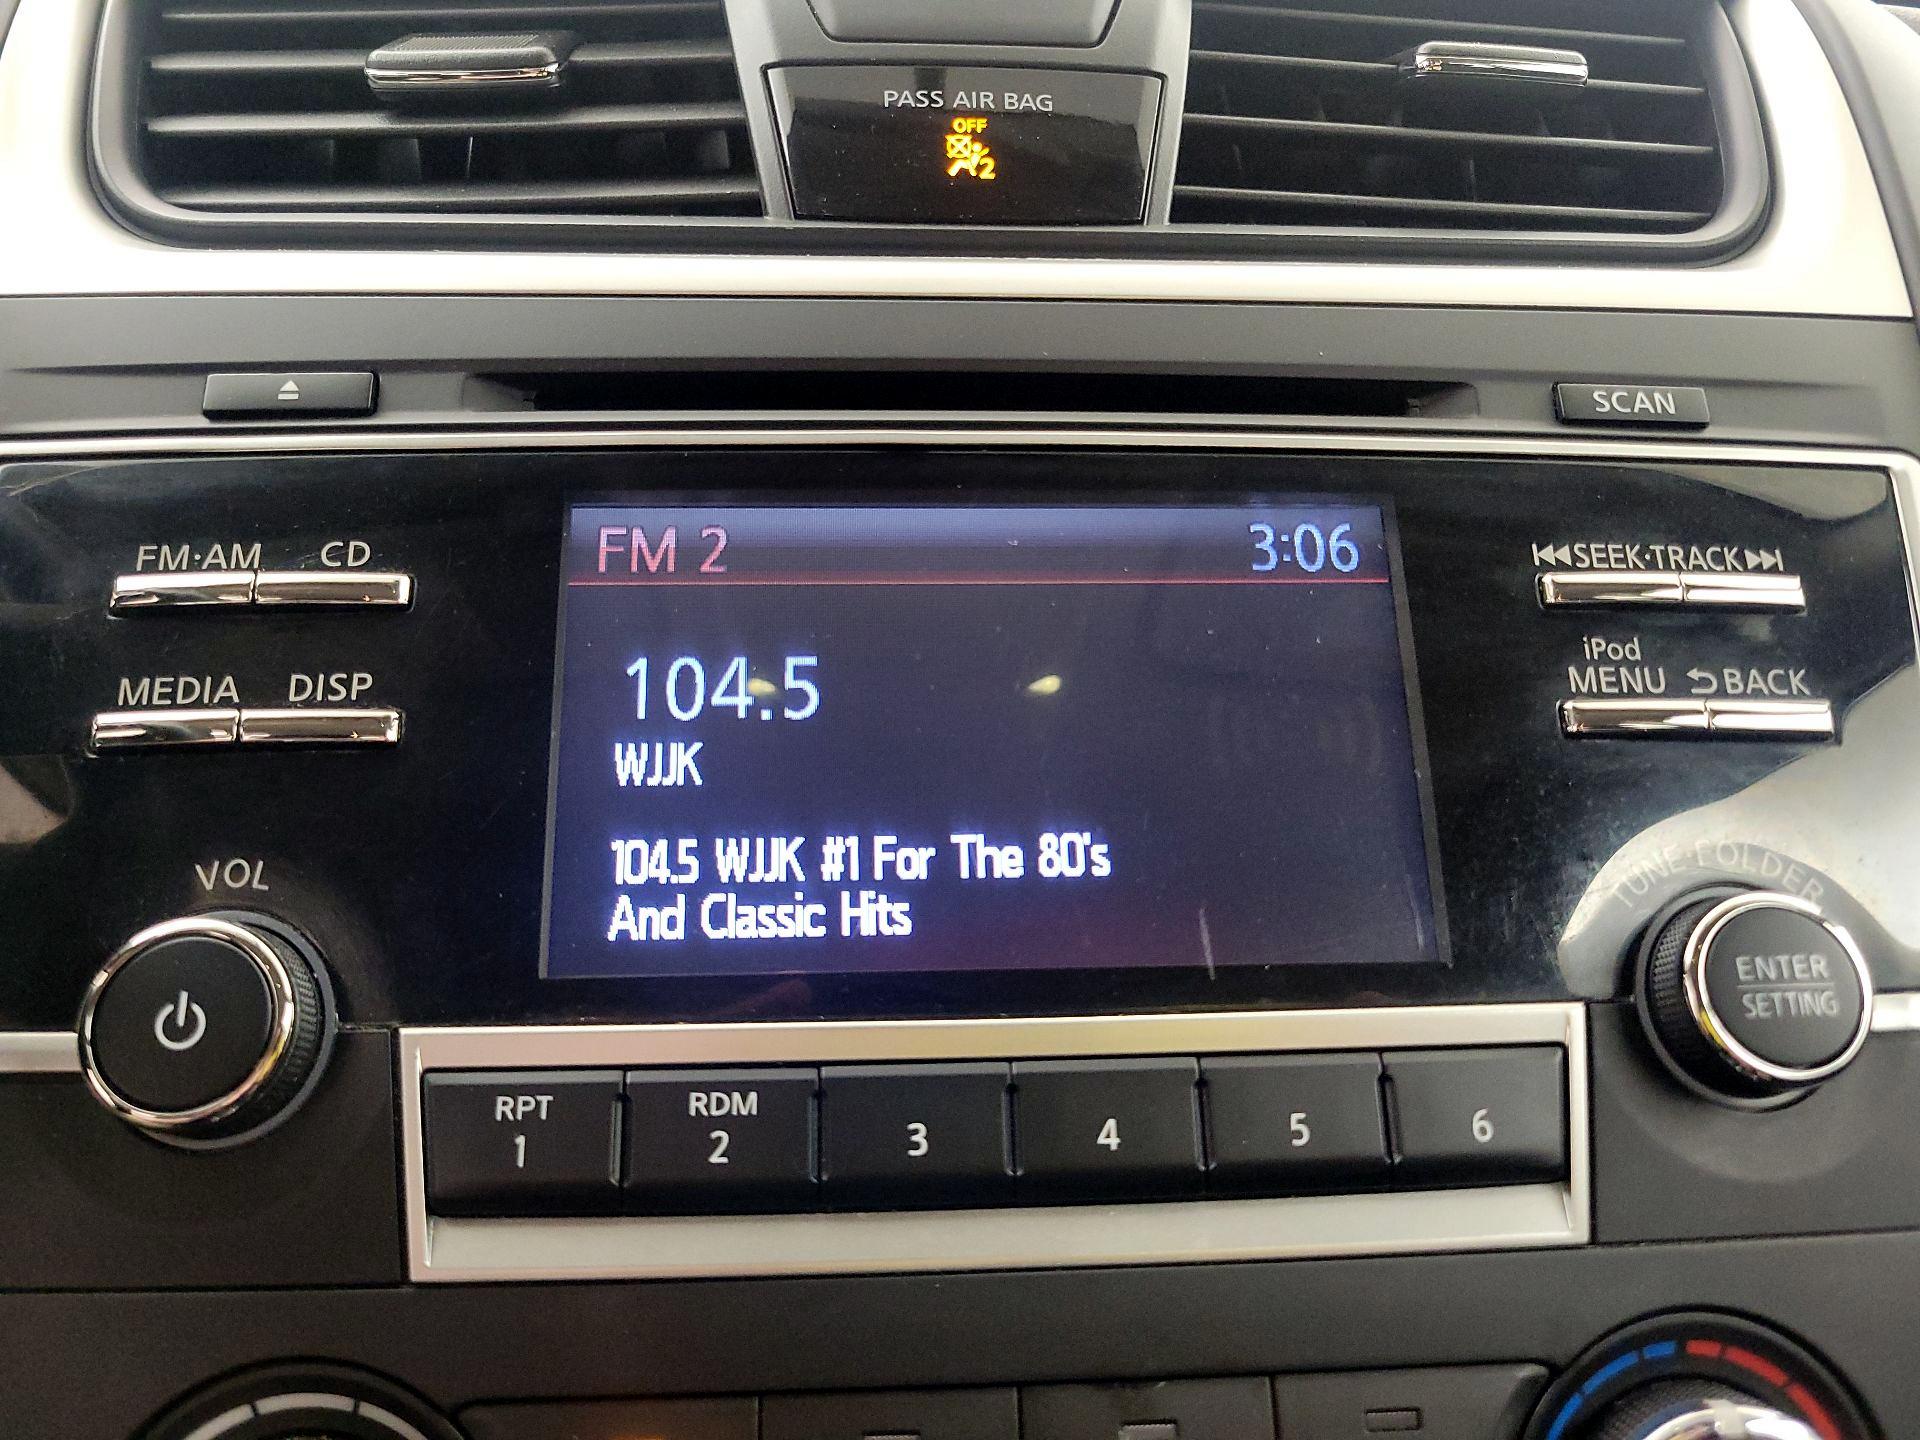 PASS AIR BAG
OFF
2
SCAN
FM 2 3:06
FM·AM CD
SEEK·TRACK
104.5
iPod
MENU BACK
MEDIA DISP
WJJK
104.5 WJJK #1 For The 80's
And Classic Hits
VOL
TUNE·FOLDER
ENTER
SETTING
RPT RDM
1 2 3 4 5 6